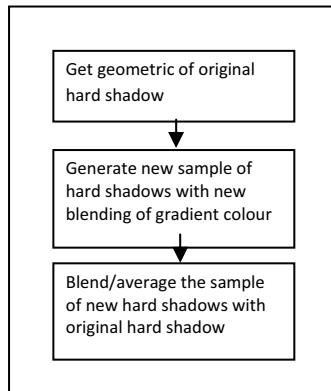 Get geometric of original
hard shadow
Generate new sample of
hard shadows with new
blending of gradient colour
Blend/average the sample
of new hard shadows with
original hard shadow